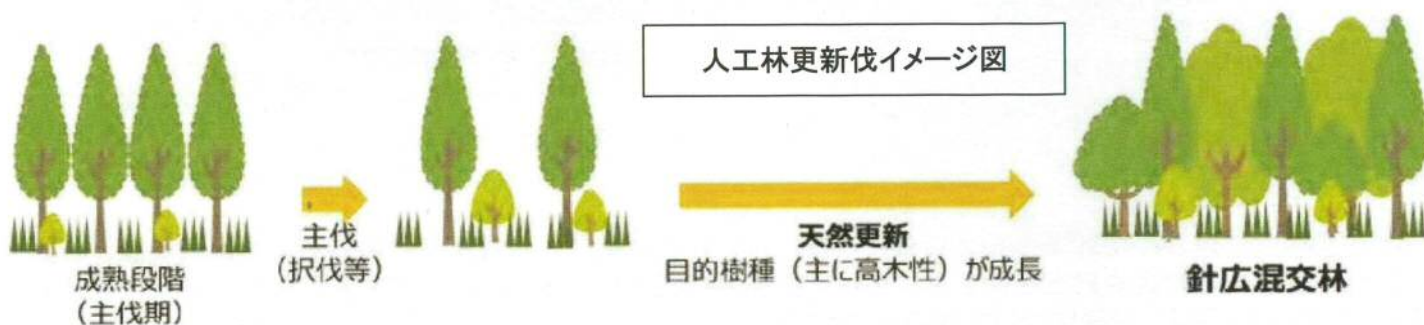 人工林更新伐イメージ図
成熟段階
（主伐期）
主伐
（択伐等）
天然更新
目的樹種（主に高木性）が成長
針広混交林